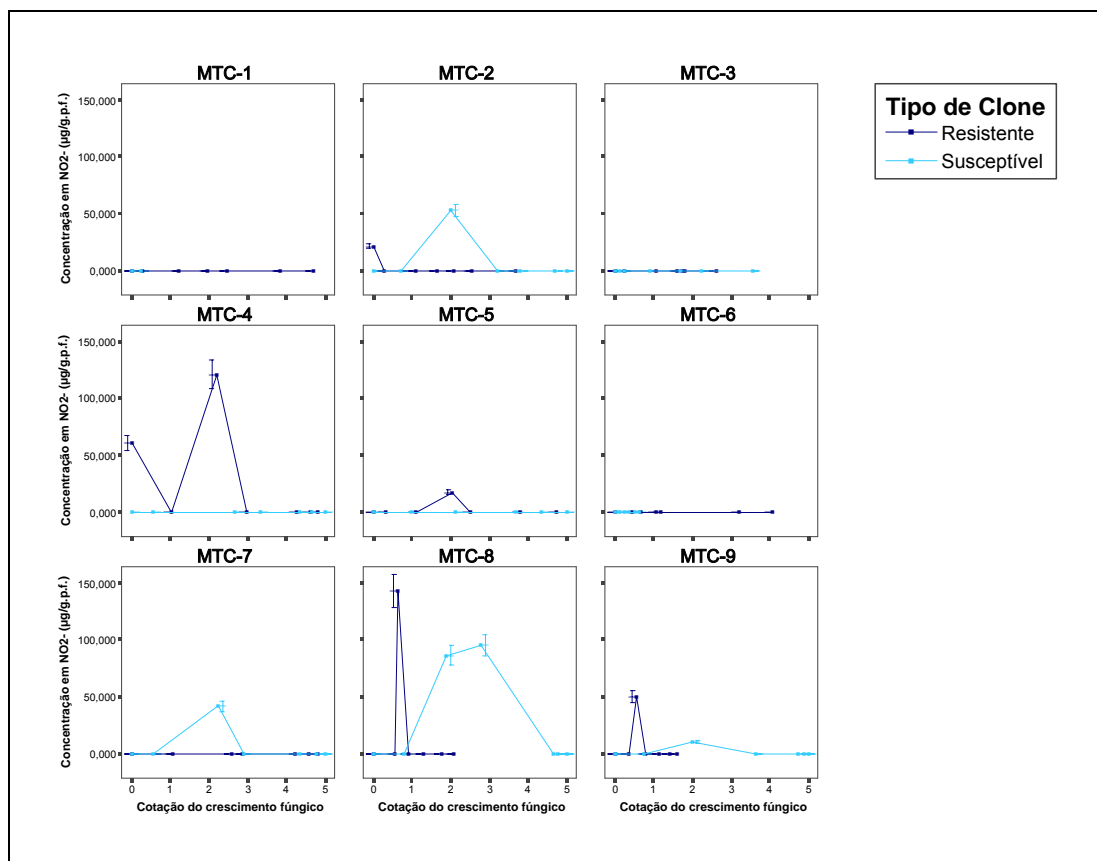 MTC-1 MTC-2 MTC-3
Concentração em NO2- (µg/g.p.f.)
150,000
100,000
50,000
0,000
Tipo de Clone
Resistente
Susceptível
MTC-4 MTC-5 MTC-6
Concentração em NO2- (µg/g.p.f.)
150,000
100,000
50,000
0,000
MTC-7 MTC-8 MTC-9
Concentração em NO2- (µg/g.p.f.)
150,000
100,000
50,000
0,000
0 1 2 3 4 5 0 1 2 3 4 5 0 1 2 3 4 5
Cotação do crescimento fúngico Cotação do crescimento fúngico Cotação do crescimento fúngico